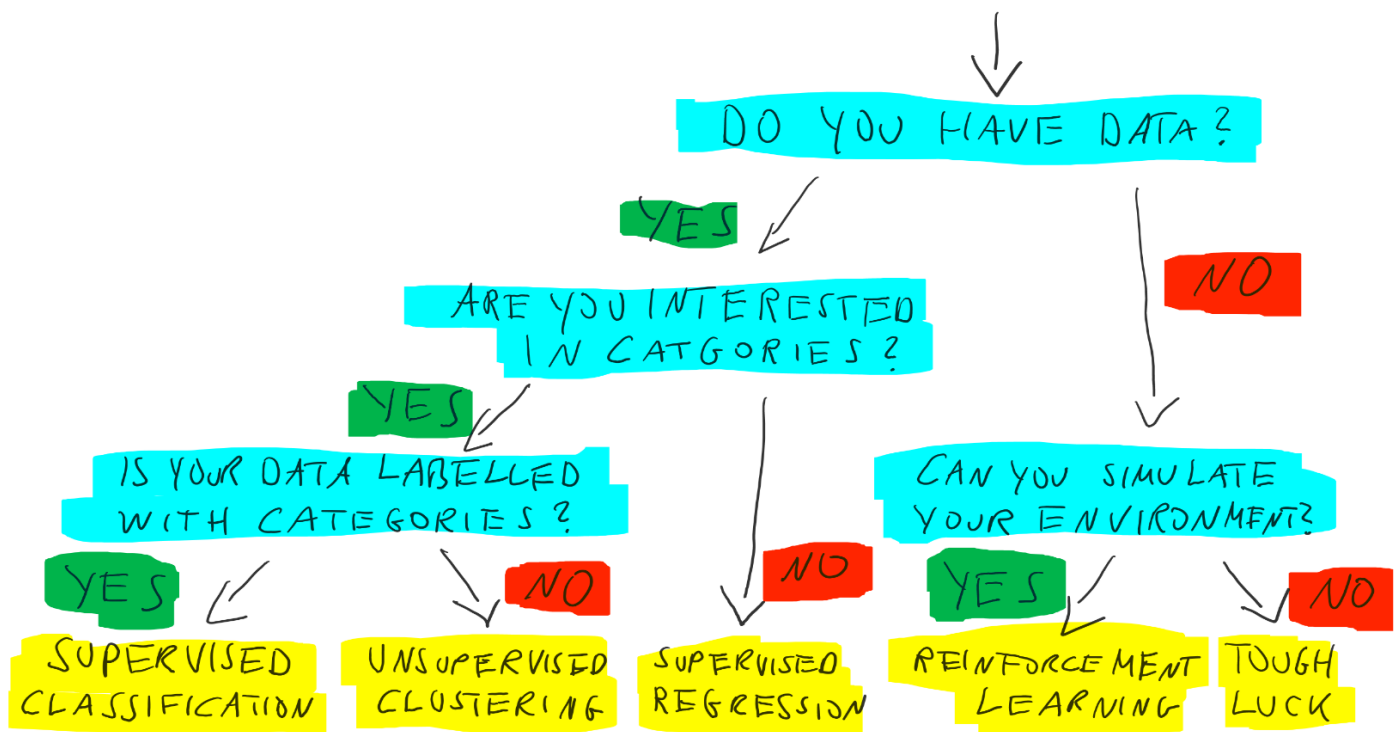 DO YOU HAVE DATA?
YES
NO
ARE YOU INTERESTED
IN CATGORIES?
YES
IS YOUR DATA LABELLED
WITH CATEGORIES?
CAN YOU SIMULATE
YOUR ENVIRONMENT?
YES
NO
NO
YES
NO
SUPERVISED
CLASSIFICATION
UNSUPERVISED
CLUSTERING
SUPERVISED
REGRESSION
REINFORCEMENT
LEARNING
TOUGH
LUCK